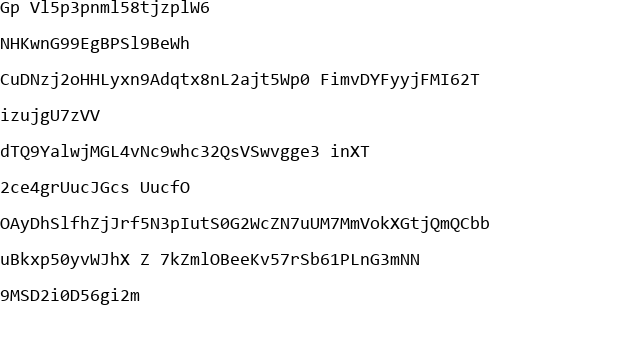 Gp Vl5p3pnml58tjzplW6
NHKwnG99EgBPSl9BeWh
CuDNzj2oHHLyxn9Adqtx8nL2ajt5Wp0 FimvDYFyyjFMI62T
izujgU7zVV
dTQ9YalwjMGL4vNc9whc32QsVSwvgge3 inXT
2ce4grUucJGcs UucfO
OAyDhSlfhZjJrf5N3pIutS0G2WcZN7uUM7MmVokXGtjQmQCbb
uBkxp50yvWJhX Z 7kZmlOBeeKv57rSb61PLnG3mNN
9MSD2i0D56gi2m